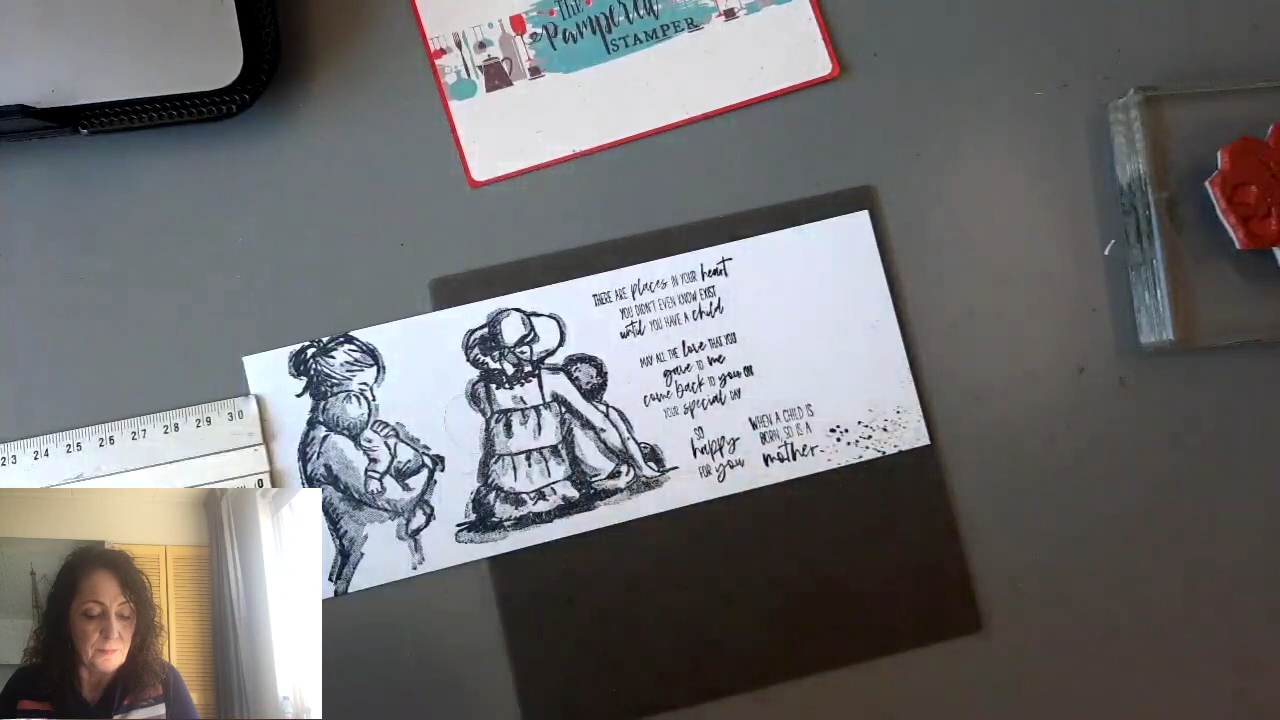 The
Pampered
STAMPER
THERE ARE places IN YOUR heart
YOU DIDN'T EVEN KNOW EXIST
until YOU HAVE A child
MAY ALL THE love THAT YOU
gave TO me
come back TO you ON
YOUR special DAY
SO
happy
FOR you
WHEN A CHILD IS
BORN, SO IS A
mother.
23 24 25 26 27 28 29 30